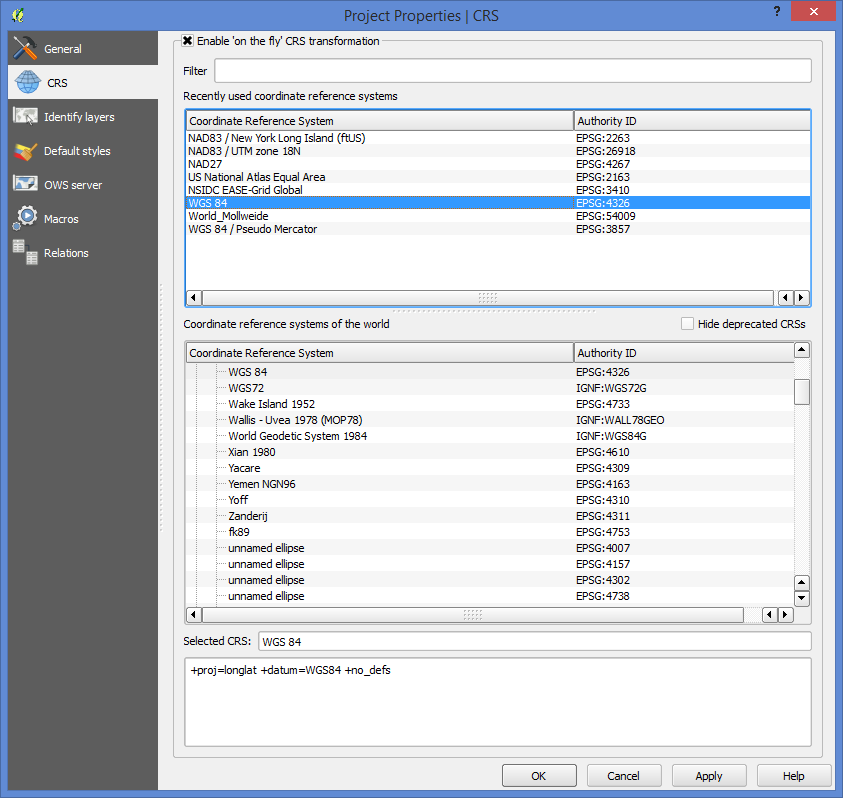 Project Properties | CRS
?
General
CRS
Identify layers
Default styles
OWS server
Macros
Relations
Enable 'on the fly' CRS transformation
Filter
Recently used coordinate reference systems
Coordinate Reference System Authority ID
NAD83 / New York Long Island (ftUS) EPSG:2263
NAD83 / UTM zone 18N EPSG:26918
NAD27 EPSG:4267
US National Atlas Equal Area EPSG:2163
NSIDC EASE-Grid Global EPSG:3410
WGS 84 EPSG:4326
World_Mollweide EPSG:54009
WGS 84 / Pseudo Mercator EPSG:3857
Coordinate reference systems of the world Hide deprecated CRSs
Coordinate Reference System Authority ID
WGS 84 EPSG:4326
WGS72 IGNF:WGS72G
Wake Island 1952 EPSG:4733
Wallis - Uvea 1978 (MOP78) IGNF:WALL78GEO
World Geodetic System 1984 IGNF:WGS84G
Xian 1980 EPSG:4610
Yacare EPSG:4309
Yemen NGN96 EPSG:4163
Yoff EPSG:4310
Zanderij EPSG:4311
fk89 EPSG:4753
unnamed ellipse EPSG:4007
unnamed ellipse EPSG:4157
unnamed ellipse EPSG:4302
unnamed ellipse EPSG:4738
Selected CRS: WGS 84
+proj=longlat +datum=WGS84 +no_defs
OK Cancel Apply Help